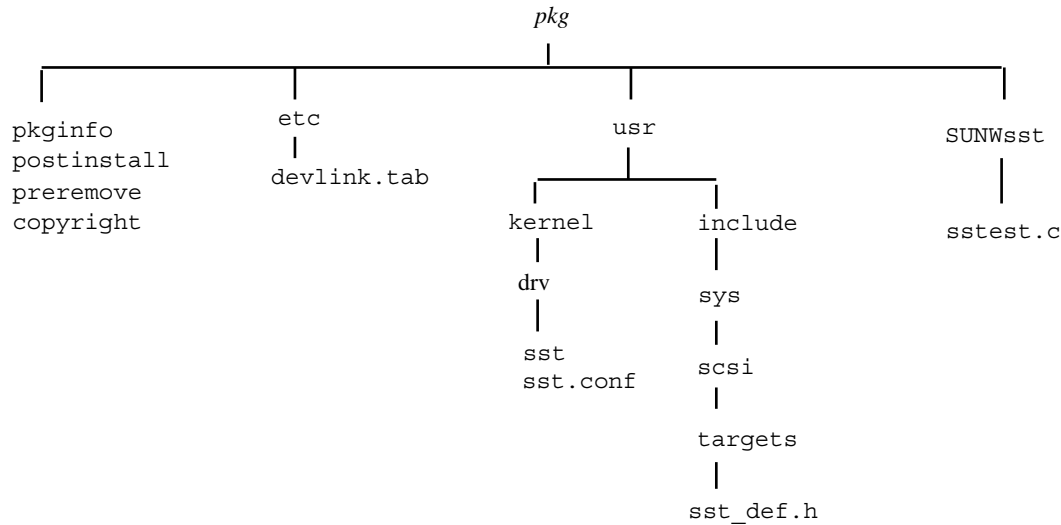 pkg
pkginfo
postinstall
preremove
copyright
etc
devlink.tab
usr
kernel
drv
sst
sst.conf
include
sys
scsi
targets
sst_def.h
SUNWsst
sstest.c